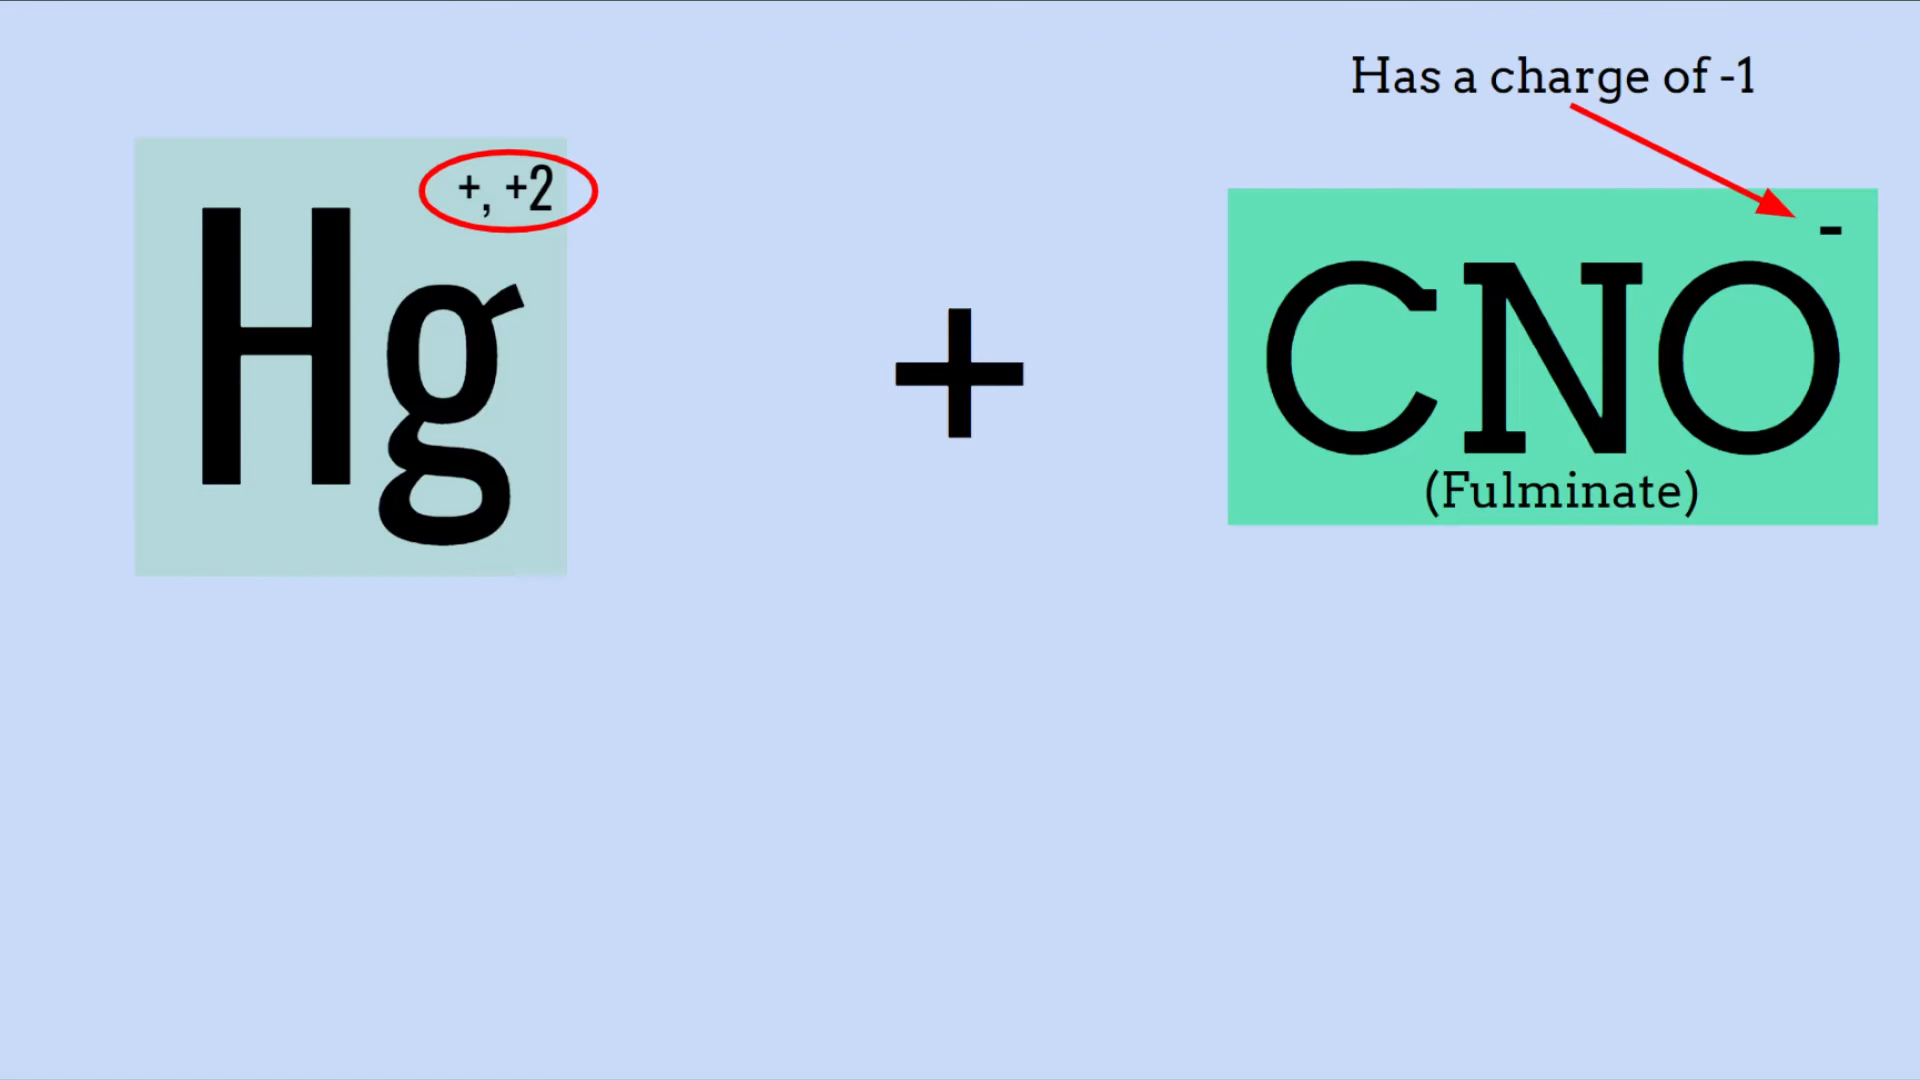 Has a charge of -1
+, +2
Hg
+
-
CNO
(Fulminate)